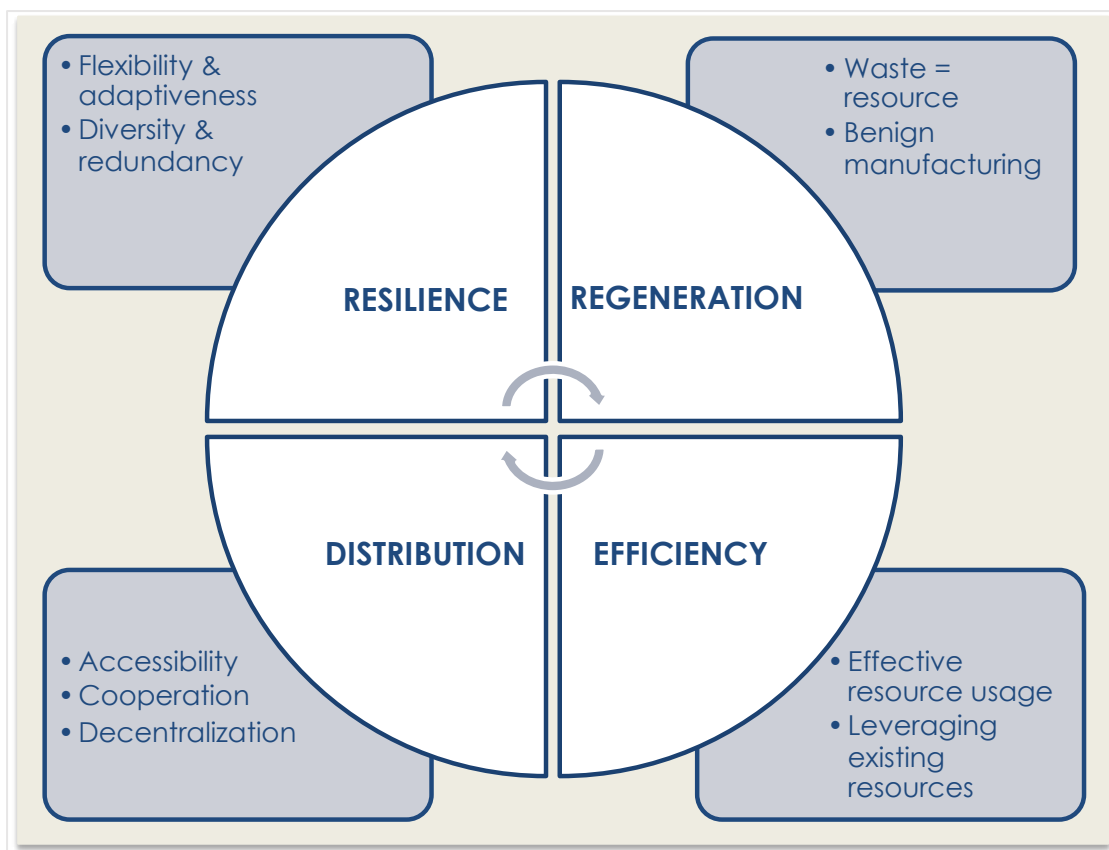 • Flexibility &
adaptiveness
• Diversity &
redundancy
• Waste =
resource
• Benign
manufacturing
RESILIENCE
REGENERATION
DISTRIBUTION
EFFICIENCY
• Accessibility
• Cooperation
• Decentralization
• Effective
resource usage
• Leveraging
existing
resources